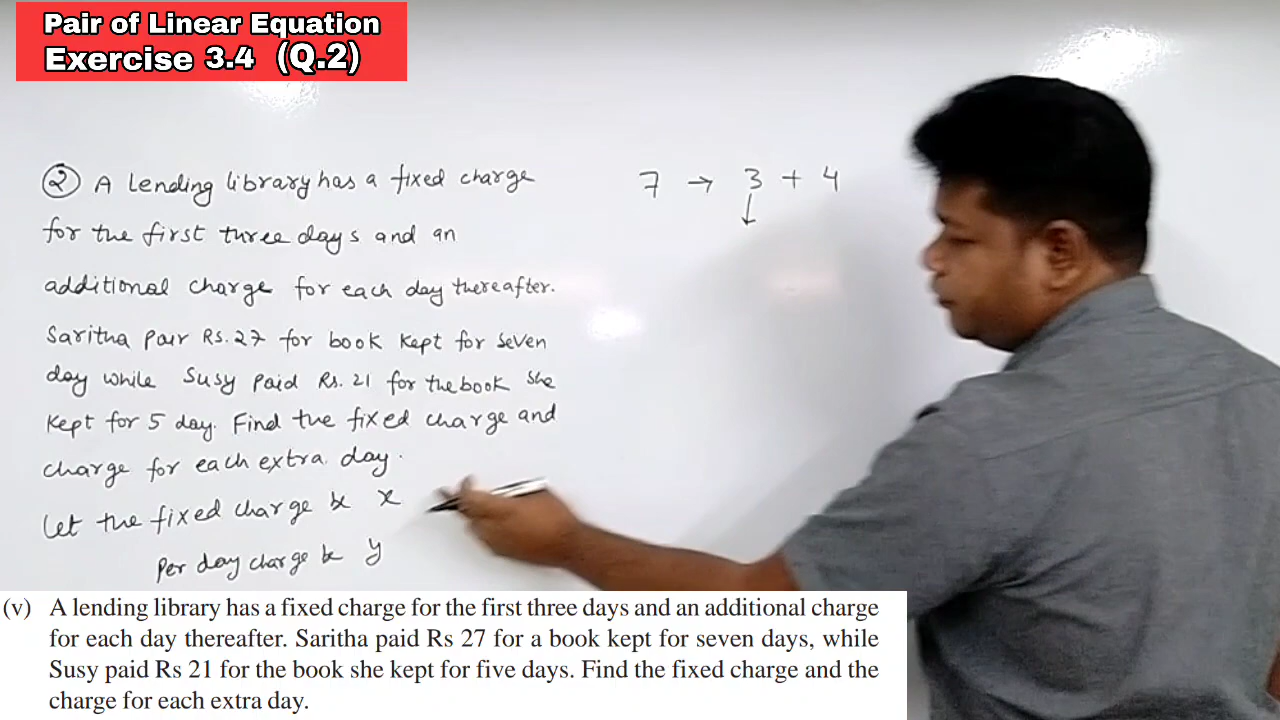 Pair of Linear Equation
Exercise 3.4 (Q.2)
② A Lending library has a fixed charge
for the first three days and an
additional charge for each day thereafter.
Saritha pair Rs. 27 for book kept for seven
day while Susy paid Rs. 21 for the book she
kept for 5 day. Find the fixed charge and
charge for each extra day.
Let the fixed charge be x
Per day charge be y
7 → 3 + 4
↓
(v) A lending library has a fixed charge for the first three days and an additional charge
for each day thereafter. Saritha paid Rs 27 for a book kept for seven days, while
Susy paid Rs 21 for the book she kept for five days. Find the fixed charge and the
charge for each extra day.